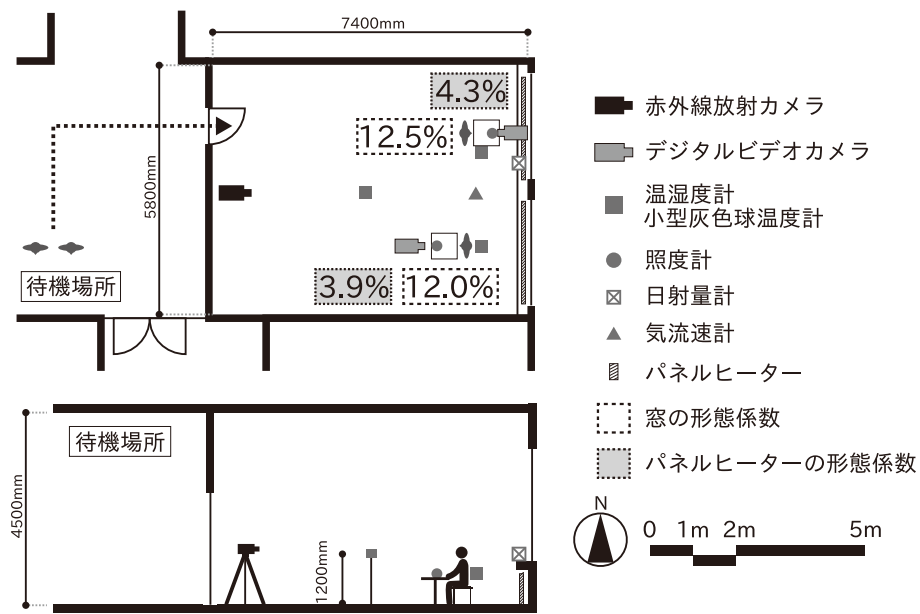 7400mm
4.3%
12.5%
5800mm
3.9%
12.0%
待機場所
待機場所
4500mm
1200mm
赤外線放射カメラ
デジタルビデオカメラ
温湿度計
小型灰色球温度計
照度計
日射量計
気流速計
パネルヒーター
窓の形態係数
パネルヒーターの形態係数
N
0 1m 2m 5m